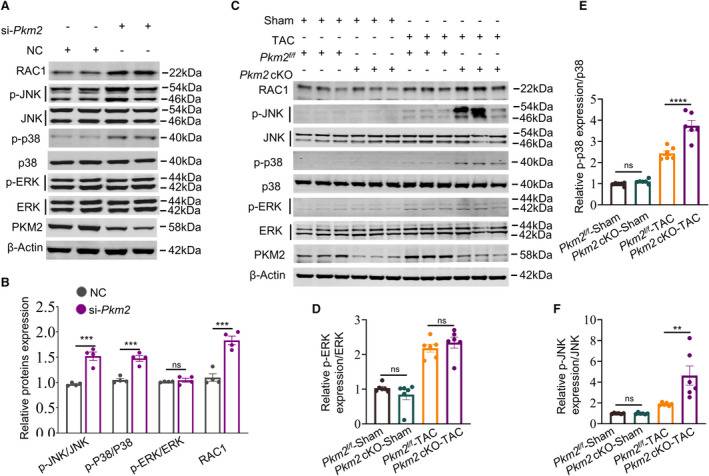 A
si-Pkm2 + +
NC + +
RAC1 22kDa
p-JNK 54kDa
46kDa
JNK 54kDa
46kDa
p-p38 40kDa
p38 40kDa
p-ERK 44kDa
42kDa
ERK 44kDa
42kDa
PKM2 58kDa
β-Actin 42kDa
B
NC
si-Pkm2
Relative proteins expression
2.0
1.5
1.0
0.5
0.0
*** *** ns ***
p-JNK/JNK
p-P38/P38
p-ERK/ERK
RAC1
C
Sham + + + + + +
TAC + + + + + +
Pkm2f/f + + + + + +
Pkm2 cKO + + + + + +
RAC1 22kDa
p-JNK 54kDa
46kDa
JNK 54kDa
46kDa
p-p38 40kDa
p38 40kDa
p-ERK 44kDa
42kDa
ERK 44kDa
42kDa
PKM2 58kDa
β-Actin 42kDa
D
Relative p-ERK
expression/ERK
4
3
2
1
0
ns ns
Pkm2f/f-Sham
Pkm2 cKO-Sham
Pkm2f/f-TAC
Pkm2 cKO-TAC
E
Relative p-p38 expression/p38
8
6
4
2
0
ns ****
Pkm2f/f-Sham
Pkm2 cKO-Sham
Pkm2f/f-TAC
Pkm2 cKO-TAC
F
Relative p-JNK
expression/JNK
10
8
6
4
2
0
ns **
Pkm2f/f-Sham
Pkm2 cKO-Sham
Pkm2f/f-TAC
Pkm2 cKO-TAC